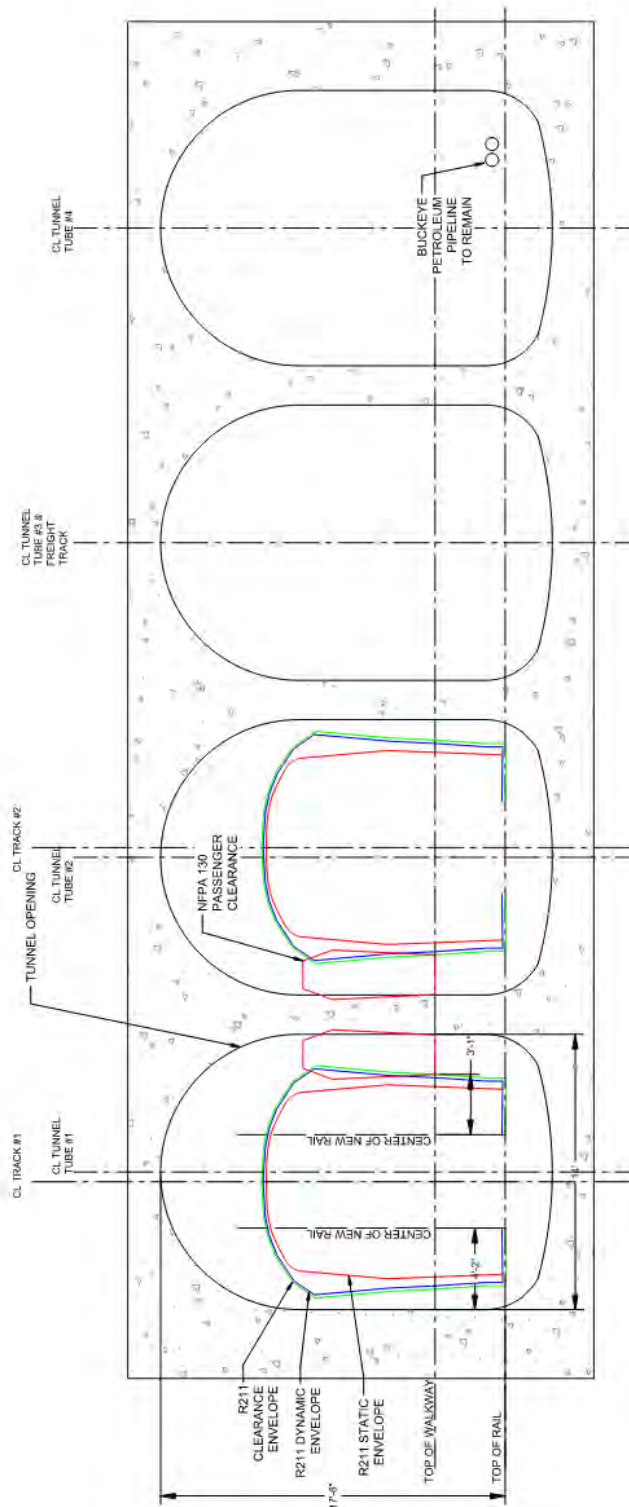 CL TRACK #1
CL TUNNEL
TUBE #1
TUNNEL OPENING
CL TRACK #2
CL TUNNEL
TUBE #2
CL TUNNEL
TUBE #3 &
FREIGHT
TRACK
CL TUNNEL
TUBE #4
NFPA 130
PASSENGER
CLEARANCE
R211
CLEARANCE
ENVELOPE
R211 DYNAMIC
ENVELOPE
R211 STATIC
ENVELOPE
CENTER OF NEW RAIL
CENTER OF NEW RAIL
BUCKEYE
PETROLEUM
PIPELINE
TO REMAIN
TOP OF WALKWAY
TOP OF RAIL
17'-6"
4'-2"
3'-1"